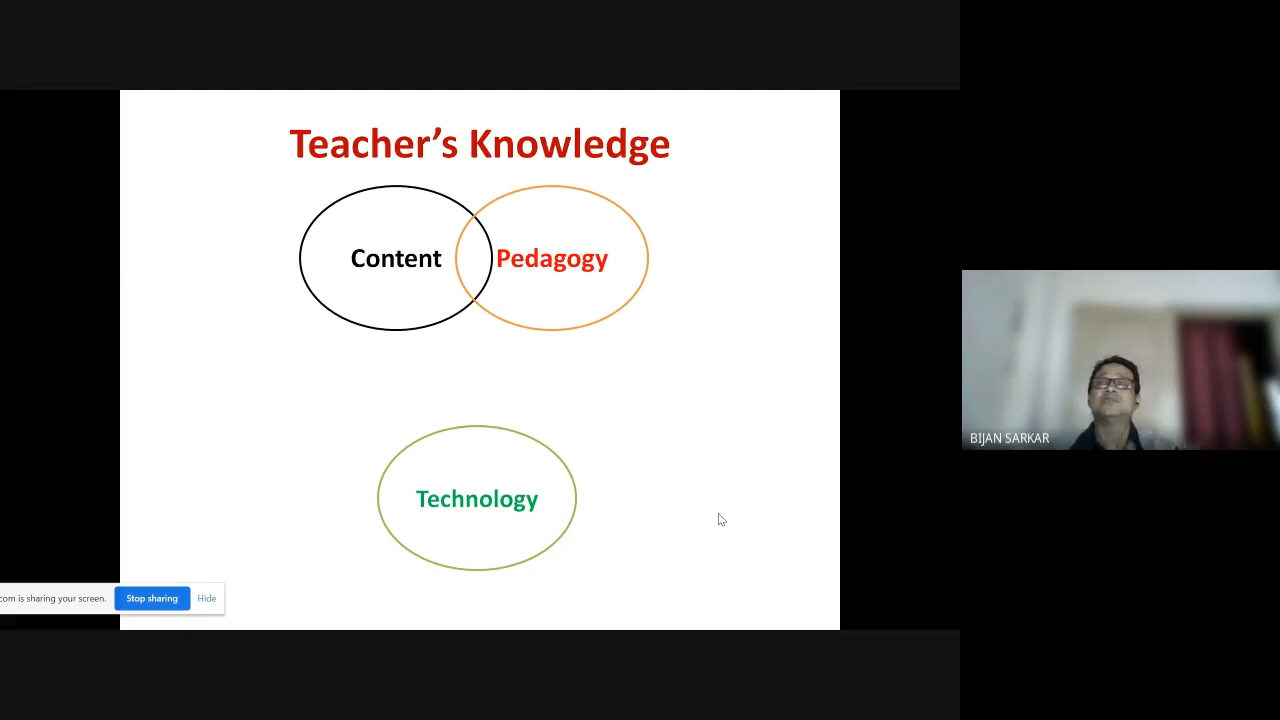 Teacher's Knowledge
Content
Pedagogy
Technology
BIJAN SARKAR
com is sharing your screen.
Stop sharing
Hide